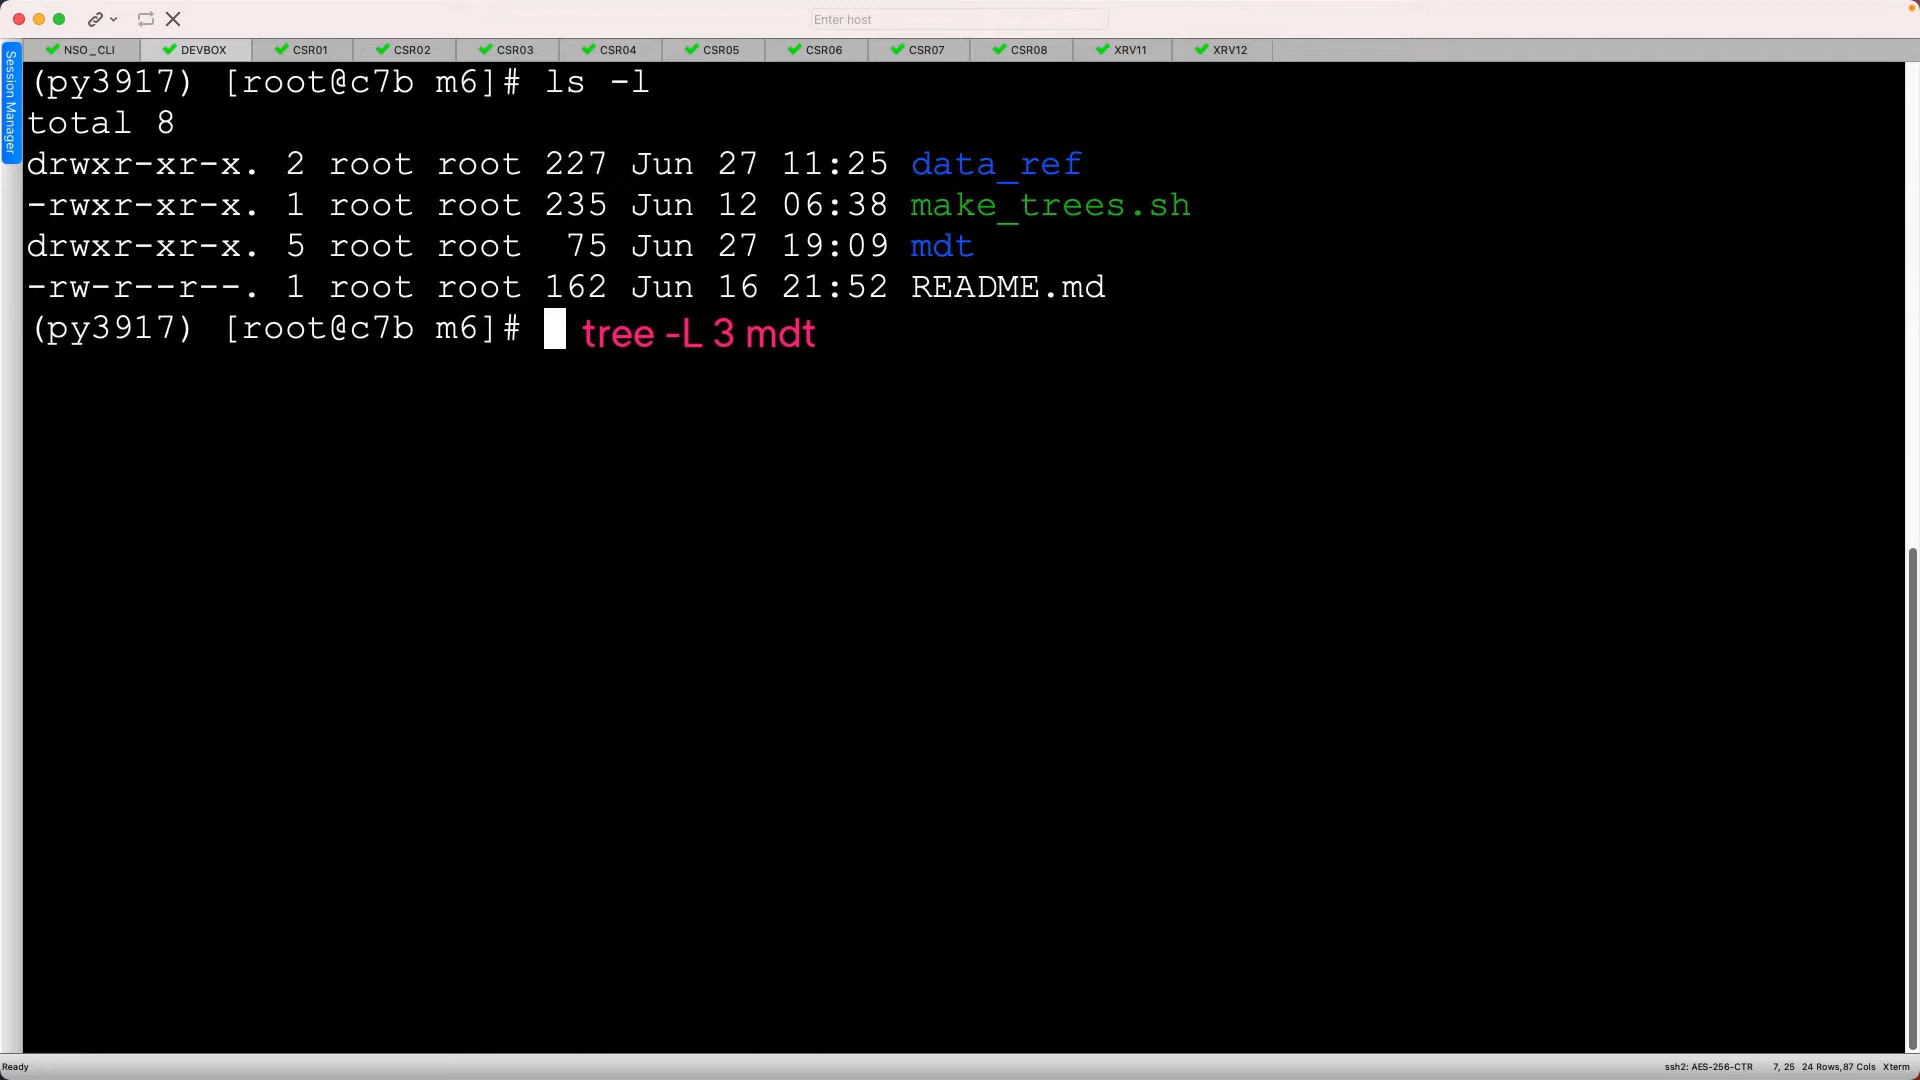 Enter host
Session Manager
NSO_CLI DEVBOX CSR01 CSR02 CSR03 CSR04 CSR05 CSR06 CSR07 CSR08 XRV11 XRV12
(py3917) [root@c7b m6]# ls -l
total 8
drwxr-xr-x. 2 root root 227 Jun 27 11:25 data_ref
-rwxr-xr-x. 1 root root 235 Jun 12 06:38 make_trees.sh
drwxr-xr-x. 5 root root  75 Jun 27 19:09 mdt
-rw-r--r--. 1 root root 162 Jun 16 21:52 README.md
(py3917) [root@c7b m6]# tree -L 3 mdt
Ready ssh2: AES-256-CTR 7, 25 24 Rows,87 Cols Xterm